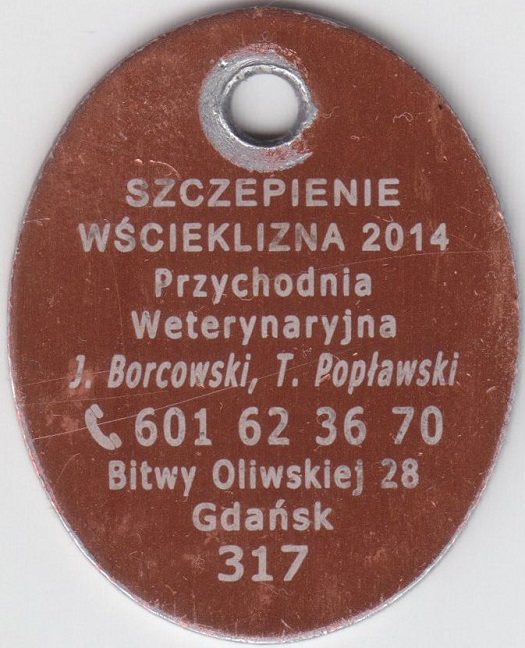 SZCZEPIENIE
WŚCIEKLIZNA 2014
Przychodnia
Weterynaryjna
J. Borcowski, T. Popławski
601 62 36 70
Bitwy Oliwskiej 28
Gdańsk
317